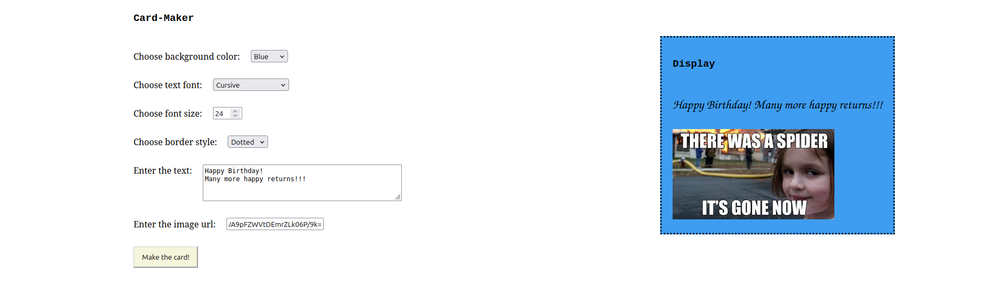 Card-Maker
Choose background color: Blue
Choose text font: Cursive
Choose font size: 24
Choose border style: Dotted
Enter the text: Happy Birthday!
Many more happy returns!!!
Enter the image url: /A9pFZWVtDEmrZLk06P/9k=
Make the card!
Display
Happy Birthday! Many more happy returns!!!
THERE WAS A SPIDER
IT'S GONE NOW